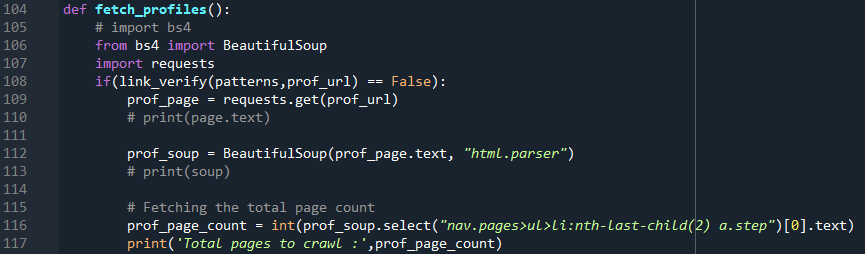 104 def fetch_profiles():
105     # import bs4
106     from bs4 import BeautifulSoup
107     import requests
108     if(link_verify(patterns,prof_url) == False):
109         prof_page = requests.get(prof_url)
110         # print(page.text)
111
112         prof_soup = BeautifulSoup(prof_page.text, "html.parser")
113         # print(soup)
114
115         # Fetching the total page count
116         prof_page_count = int(prof_soup.select("nav.pages>ul>li:nth-last-child(2) a.step")[0].text)
117         print('Total pages to crawl :',prof_page_count)